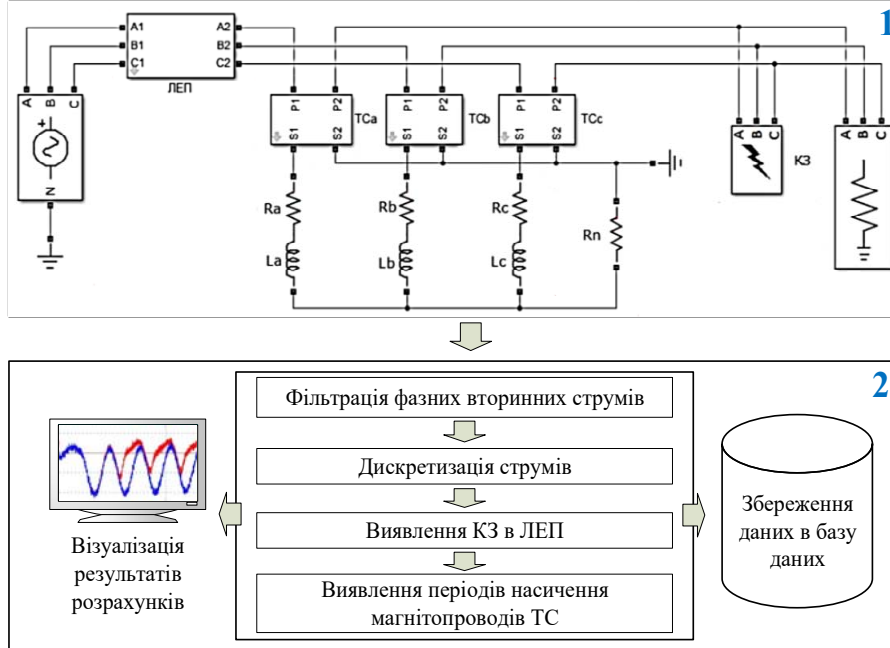 1
A1
A2
B1
B2
C1
C2
ЛЕП
A
B
C
N
P1
P2
S1
S2
TCa
P1
P2
S1
S2
TCb
P1
P2
S1
S2
TCc
A
B
C
КЗ
A
B
C
Ra
Rb
Rc
Rn
La
Lb
Lc
2
Фільтрація фазних вторинних струмів
Дискретизація струмів
Виявлення КЗ в ЛЕП
Виявлення періодів насичення
магнітопроводів ТС
Візуалізація
результатів
розрахунків
Збереження
даних в базу
даних